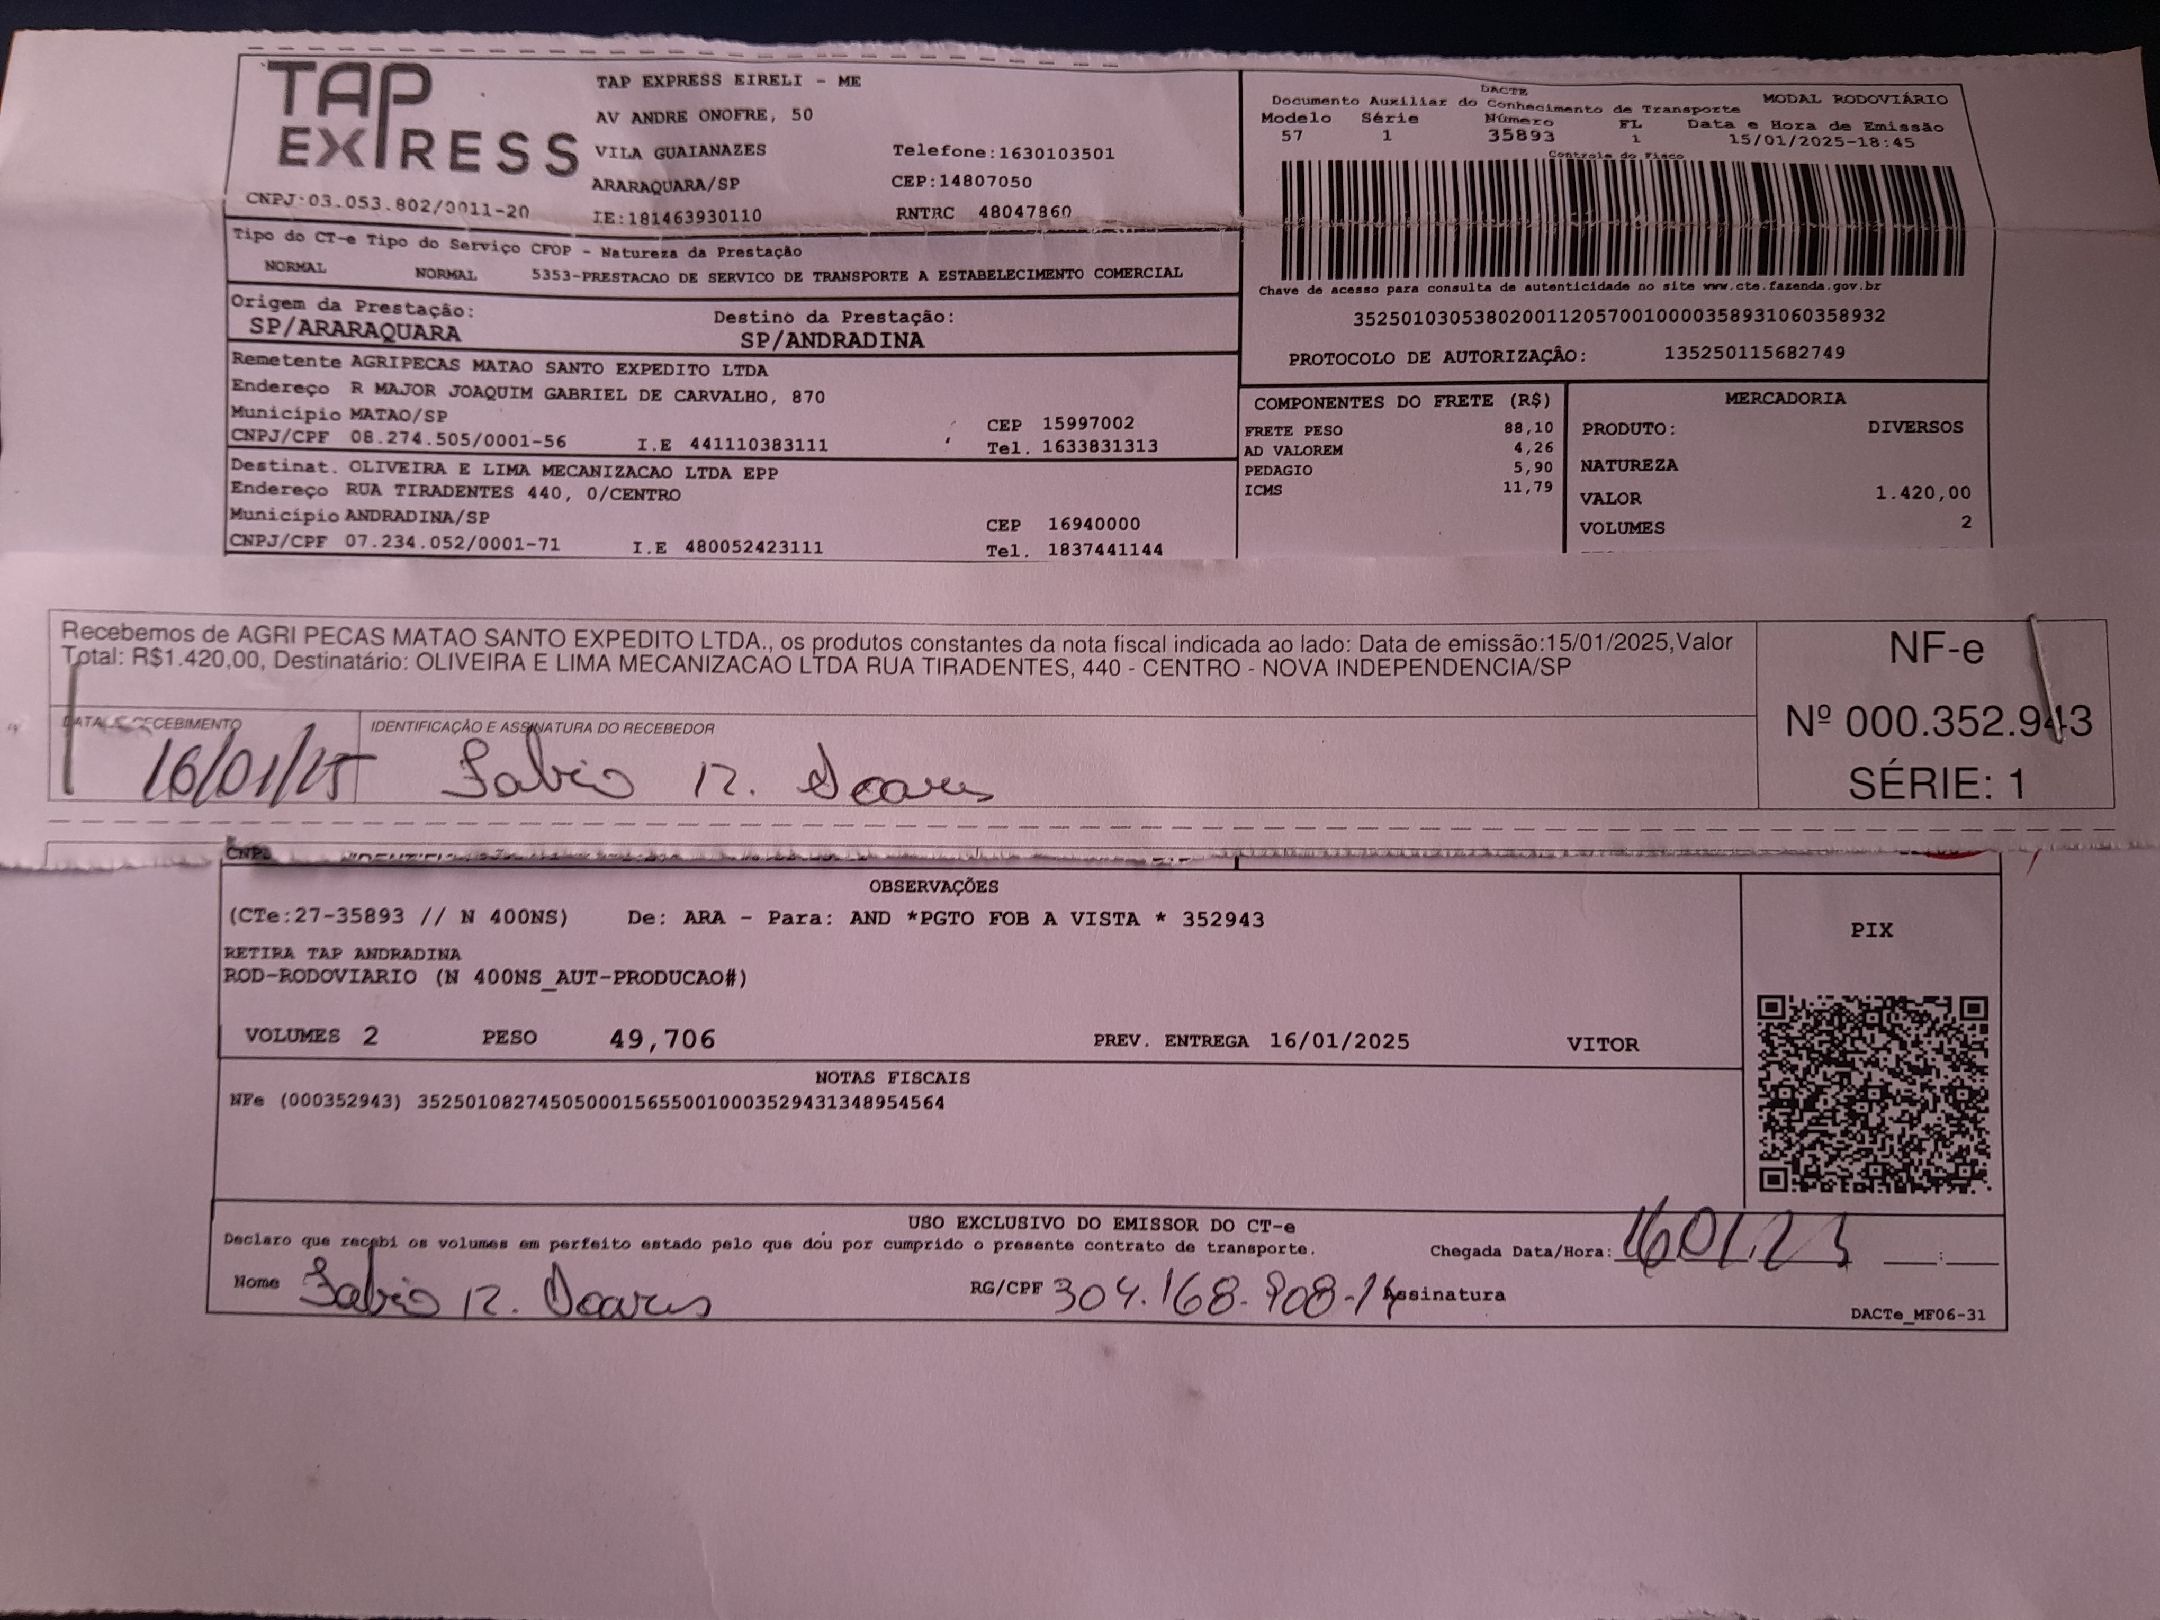 TAP EXPRESS
TAP EXPRESS EIRELI - ME
AV ANDRE ONOFRE, 50
VILA GUAIANAZES Telefone:1630103501
ARARAQUARA/SP CEP:14807050
CNPJ:03.053.802/0011-20 IE:181463930110 RNTRC 48047860
DACTE
Documento Auxiliar do Conhecimento de Transporte MODAL RODOVIÁRIO
Modelo Série Número FL Data e Hora de Emissão
57 1 35893 1 15/01/2025-18:45
Controle do Fisco
Chave de acesso para consulta de autenticidade no site www.cte.fazenda.gov.br
35250103053802001120570010000358931060358932
PROTOCOLO DE AUTORIZAÇÃO: 135250115682749
Tipo do CT-e Tipo do Serviço CFOP - Natureza da Prestação
NORMAL NORMAL 5353-PRESTACAO DE SERVICO DE TRANSPORTE A ESTABELECIMENTO COMERCIAL
Origem da Prestação: Destino da Prestação:
SP/ARARAQUARA SP/ANDRADINA
Remetente AGRIPECAS MATAO SANTO EXPEDITO LTDA
Endereço R MAJOR JOAQUIM GABRIEL DE CARVALHO, 870
Município MATAO/SP CEP 15997002
CNPJ/CPF 08.274.505/0001-56 I.E 441110383111 Tel. 1633831313
Destinat. OLIVEIRA E LIMA MECANIZACAO LTDA EPP
Endereço RUA TIRADENTES 440, 0/CENTRO
Município ANDRADINA/SP CEP 16940000
CNPJ/CPF 07.234.052/0001-71 I.E 480052423111 Tel. 1837441144
COMPONENTES DO FRETE (R$)
FRETE PESO 88,10
AD VALOREM 4,26
PEDAGIO 5,90
ICMS 11,79
MERCADORIA
PRODUTO: DIVERSOS
NATUREZA
VALOR 1.420,00
VOLUMES 2
Recebemos de AGRI PECAS MATAO SANTO EXPEDITO LTDA., os produtos constantes da nota fiscal indicada ao lado: Data de emissão:15/01/2025,Valor
Total: R$1.420,00, Destinatário: OLIVEIRA E LIMA MECANIZACAO LTDA RUA TIRADENTES, 440 - CENTRO - NOVA INDEPENDENCIA/SP
DATA DE RECEBIMENTO IDENTIFICAÇÃO E ASSINATURA DO RECEBEDOR
16/01/25 Fabio R. Soares
NF-e
Nº 000.352.943
SÉRIE: 1
CNPJ
OBSERVAÇÕES
(CTe:27-35893 // N 400NS) De: ARA - Para: AND *PGTO FOB A VISTA * 352943
RETIRA TAP ANDRADINA
ROD-RODOVIARIO (N 400NS_AUT-PRODUCAO#)
VOLUMES 2 PESO 49,706 PREV. ENTREGA 16/01/2025 VITOR
PIX
NOTAS FISCAIS
NFe (000352943) 35250108274505000156550010003529431348954564
USO EXCLUSIVO DO EMISSOR DO CT-e
Declaro que recebi os volumes em perfeito estado pelo que dou por cumprido o presente contrato de transporte. Chegada Data/Hora: 16.01.25 :
Nome Fabio R. Soares RG/CPF 304.168.908-14 Assinatura
DACTe_MF06-31